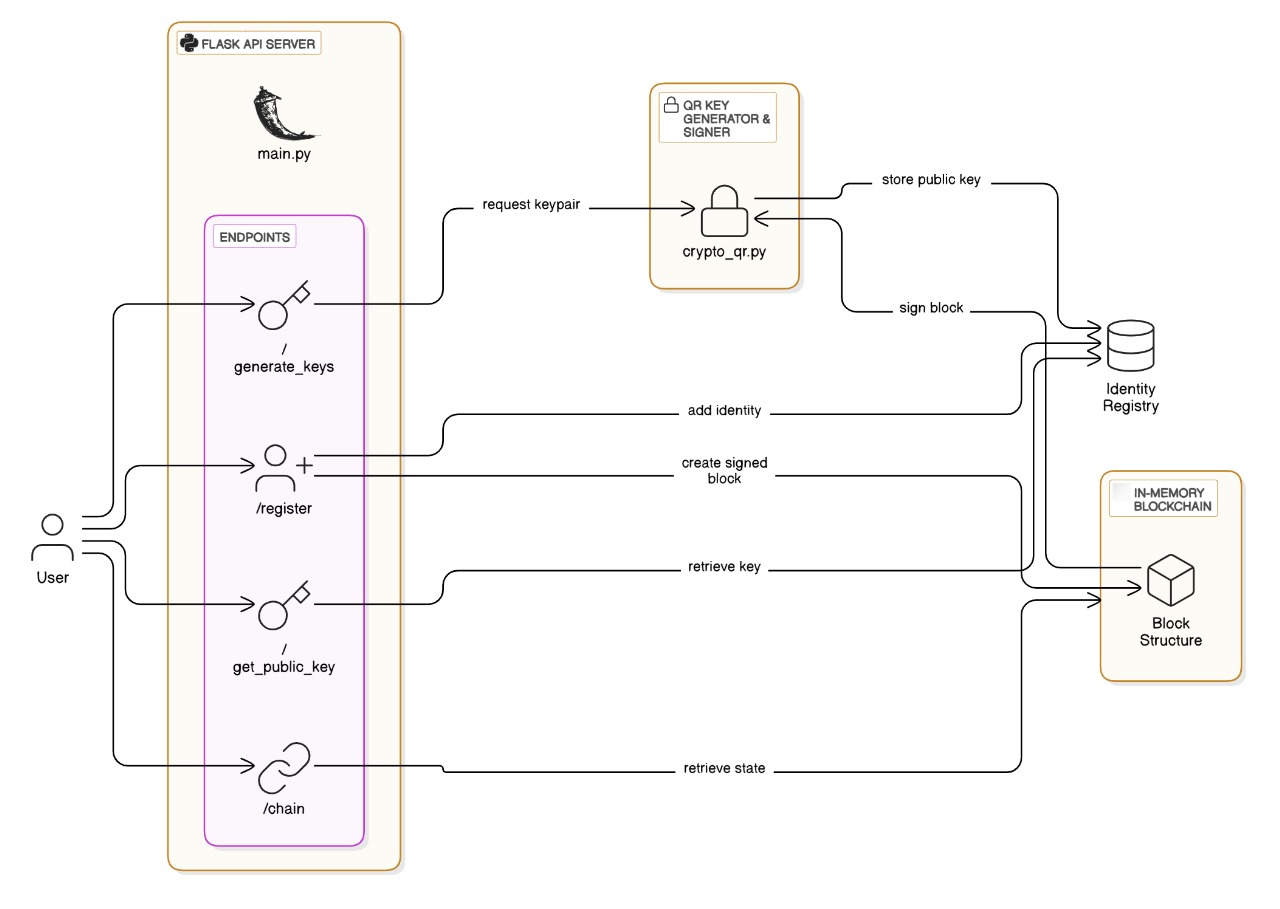 FLASK API SERVER
main.py
ENDPOINTS
/
generate_keys
/register
/
get_public_key
/chain
User
QR KEY
GENERATOR &
SIGNER
crypto_qr.py
request keypair
store public key
sign block
add identity
create signed
block
retrieve key
retrieve state
Identity
Registry
IN-MEMORY
BLOCKCHAIN
Block
Structure